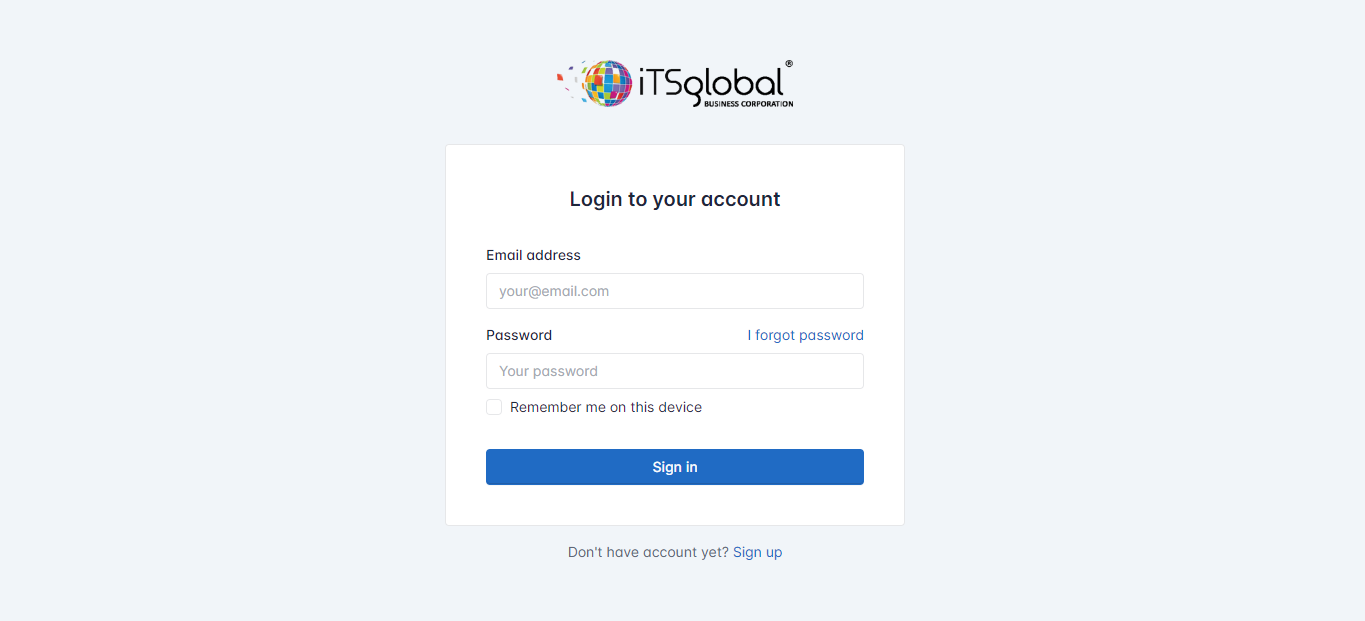 iTSglobal®
BUSINESS CORPORATION
Login to your account
Email address
your@email.com
Password I forgot password
Your password
Remember me on this device
Sign in
Don't have account yet? Sign up